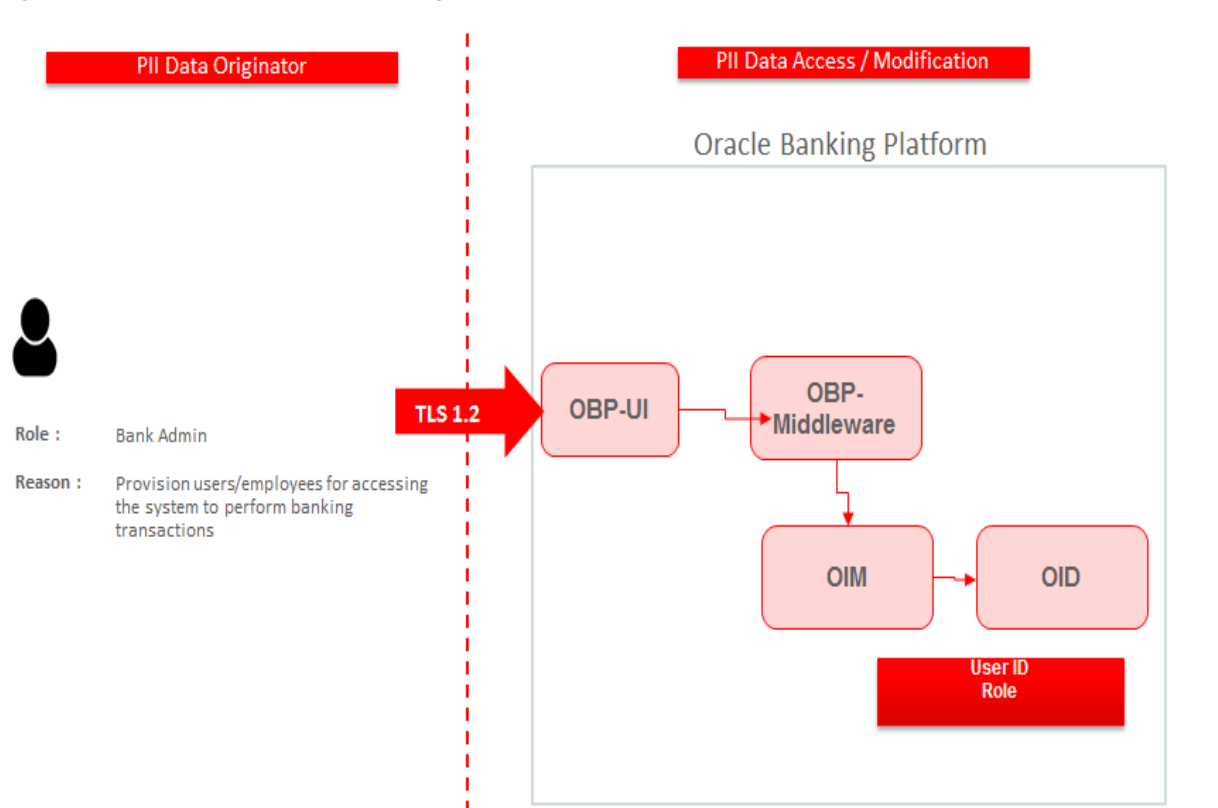 PII Data Originator
PII Data Access / Modification
Oracle Banking Platform
TLS 1.2
OBP-UI
OBP-
Middleware
Role :
Bank Admin
Reason :
Provision users/employees for accessing
the system to perform banking
transactions
OIM
OID
User ID
Role